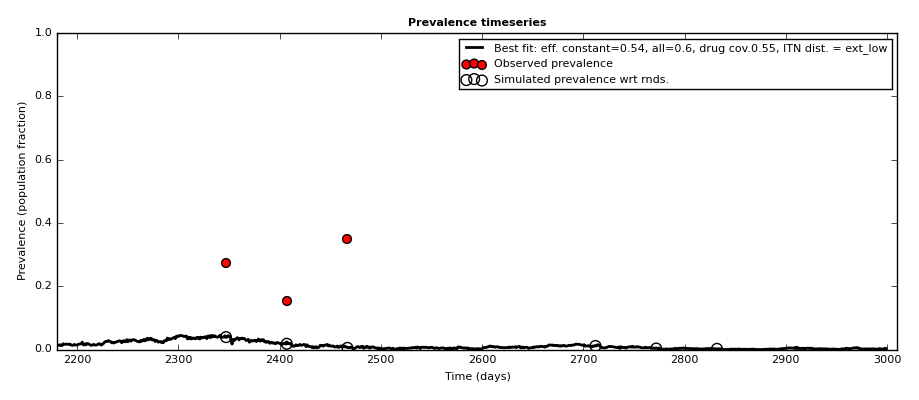 Prevalence timeseries
Best fit: eff. constant=0.54, all=0.6, drug cov.0.55, ITN dist. = ext_low
Observed prevalence
Simulated prevalence wrt rnds.
Prevalence (population fraction)
1.0
0.8
0.6
0.4
0.2
0.0
2200 2300 2400 2500 2600 2700 2800 2900 3000
Time (days)